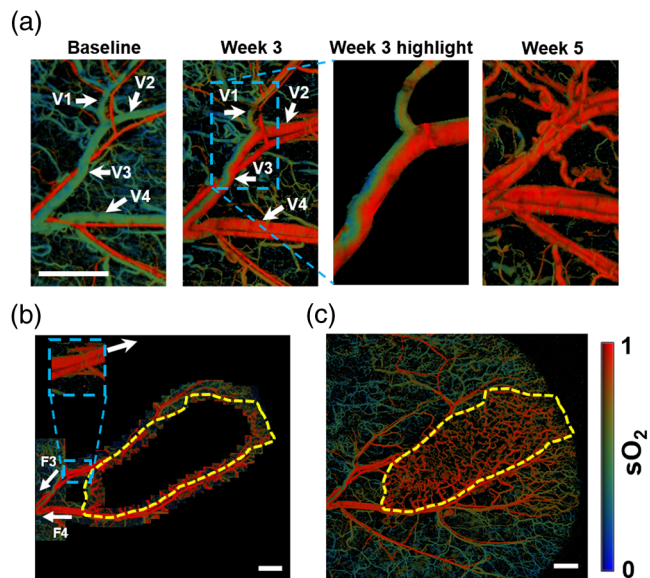 (a)
Baseline
Week 3
Week 3 highlight
Week 5
V1
V2
V3
V4
V1
V2
V3
V4
(b)
(c)
F3
F4
1
0
sO2